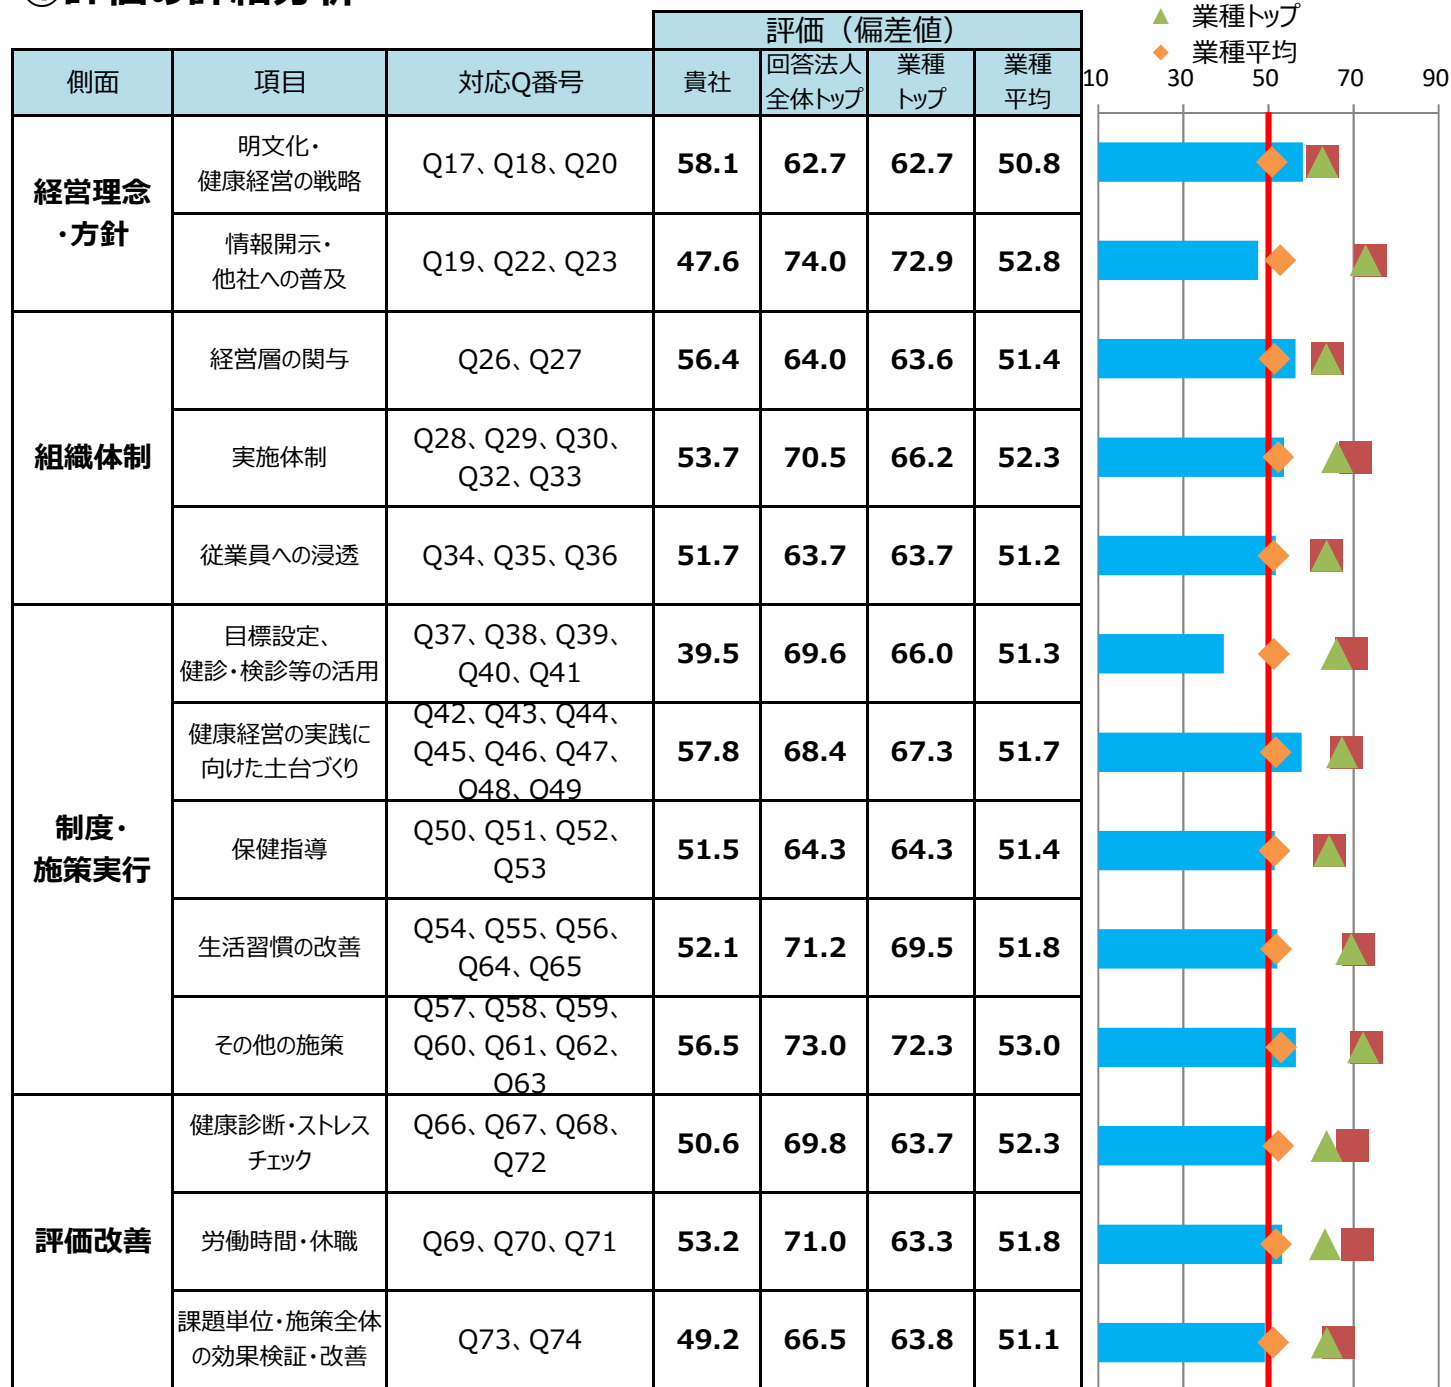 ①評価の詳細分析
▲ 業種トップ
◆ 業種平均
評価（偏差値）
側面 項目 対応Q番号 貴社 回答法人 業種 業種
全体トップ トップ 平均
10 30 50 70 90
経営理念
・方針
明文化・
健康経営の戦略
Q17、Q18、Q20
58.1 62.7 62.7 50.8
情報開示・
他社への普及
Q19、Q22、Q23
47.6 74.0 72.9 52.8
組織体制
経営層の関与
Q26、Q27
56.4 64.0 63.6 51.4
実施体制
Q28、Q29、Q30、
Q32、Q33
53.7 70.5 66.2 52.3
従業員への浸透
Q34、Q35、Q36
51.7 63.7 63.7 51.2
制度・
施策実行
目標設定、
健診・検診等の活用
Q37、Q38、Q39、
Q40、Q41
39.5 69.6 66.0 51.3
健康経営の実践に
向けた土台づくり
Q42、Q43、Q44、
Q45、Q46、Q47、
Q48、Q49
57.8 68.4 67.3 51.7
保健指導
Q50、Q51、Q52、
Q53
51.5 64.3 64.3 51.4
生活習慣の改善
Q54、Q55、Q56、
Q64、Q65
52.1 71.2 69.5 51.8
その他の施策
Q57、Q58、Q59、
Q60、Q61、Q62、
Q63
56.5 73.0 72.3 53.0
評価改善
健康診断・ストレス
チェック
Q66、Q67、Q68、
Q72
50.6 69.8 63.7 52.3
労働時間・休職
Q69、Q70、Q71
53.2 71.0 63.3 51.8
課題単位・施策全体
の効果検証・改善
Q73、Q74
49.2 66.5 63.8 51.1